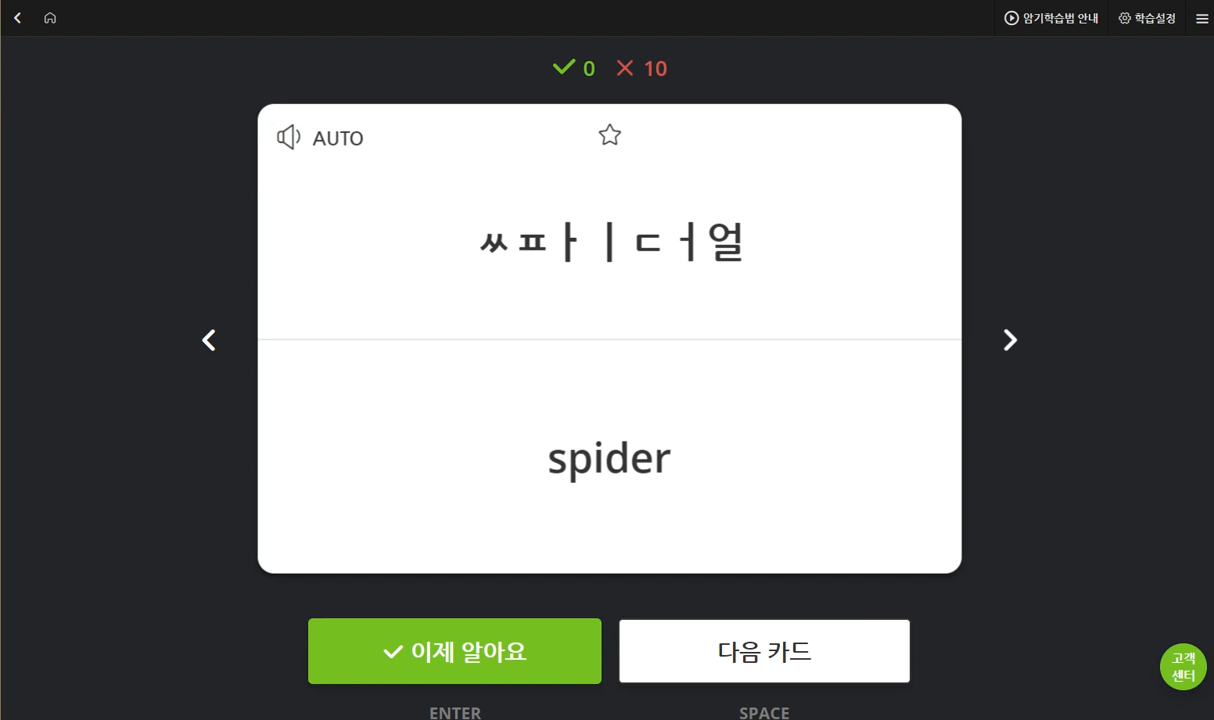 암기학습법 안내 학습설정
0 10
AUTO
ㅆㅍㅏㅣㄷㅓ얼
spider
이제 알아요 다음 카드
ENTER SPACE
고객
센터